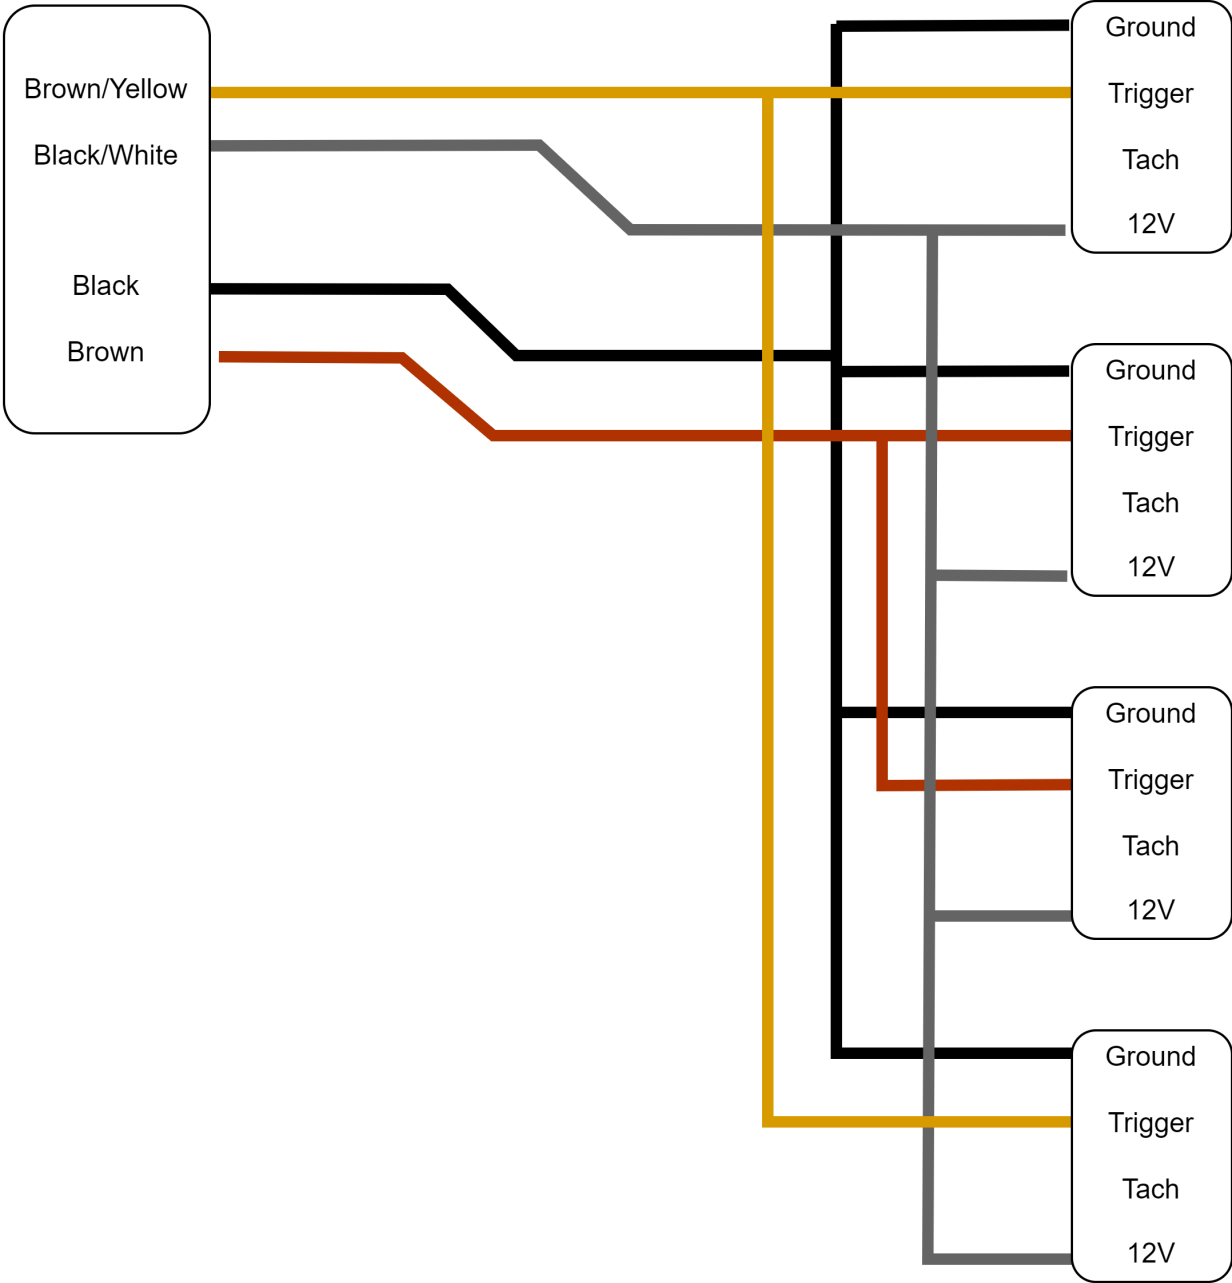 Brown/Yellow
Black/White
Black
Brown
Ground
Trigger
Tach
12V
Ground
Trigger
Tach
12V
Ground
Trigger
Tach
12V
Ground
Trigger
Tach
12V